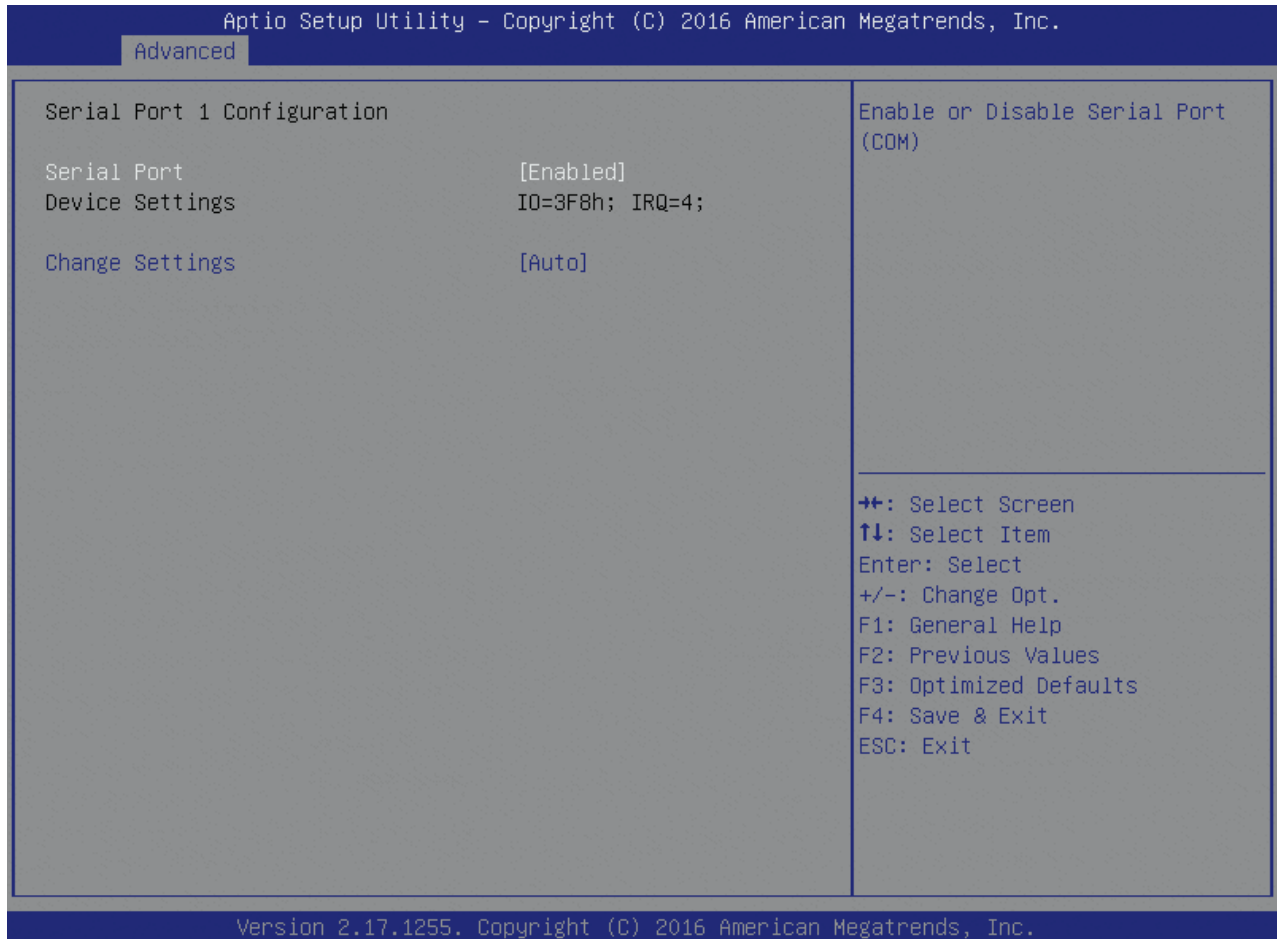 Aptio Setup Utility – Copyright (C) 2016 American Megatrends, Inc.
Advanced
Serial Port 1 Configuration
Serial Port [Enabled]
Device Settings IO=3F8h; IRQ=4;
Change Settings [Auto]
Enable or Disable Serial Port
(COM)
→←: Select Screen
↑↓: Select Item
Enter: Select
+/-: Change Opt.
F1: General Help
F2: Previous Values
F3: Optimized Defaults
F4: Save & Exit
ESC: Exit
Version 2.17.1255. Copyright (C) 2016 American Megatrends, Inc.